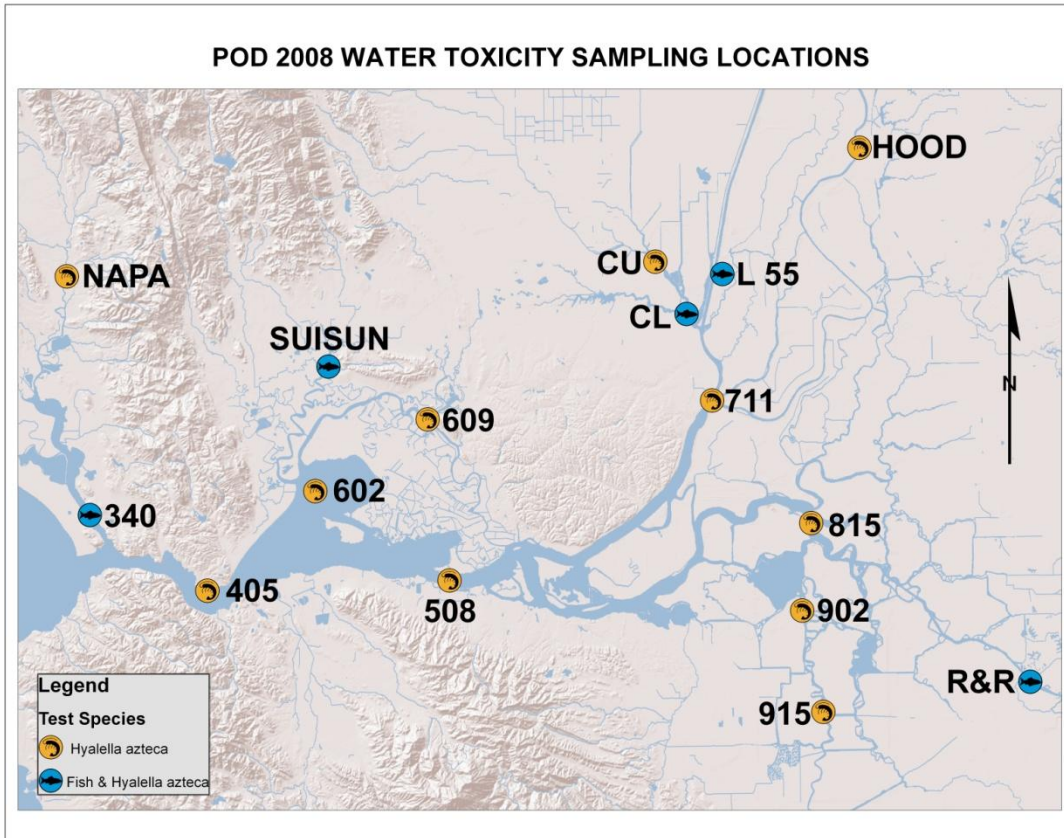 POD 2008 WATER TOXICITY SAMPLING LOCATIONS
HOOD
CU
L 55
NAPA
CL
SUISUN
N
711
609
602
340
815
405
508
902
R&R
915
Legend
Test Species
Hyalella azteca
Fish & Hyalella azteca